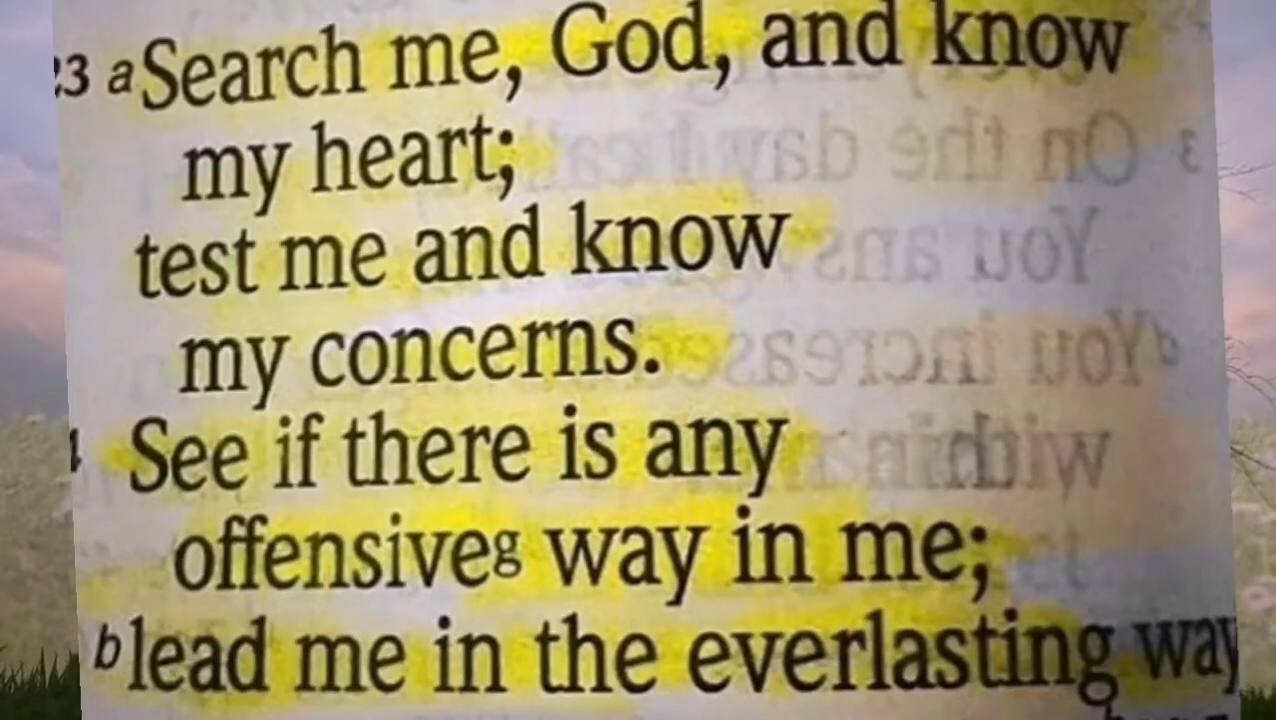 23 a Search me, God, and know
my heart;
test me and know
my concerns.
See if there is any
offensiveg way in me;
b lead me in the everlasting way